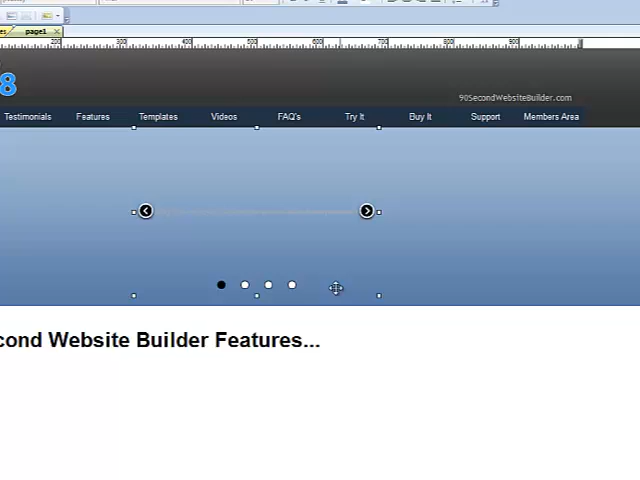 page1
200
300
400
500
600
700
800
900
8
90SecondWebsiteBuilder.com
Testimonials Features Templates Videos FAQ's Try It Buy It Support Members Area
cond Website Builder Features...